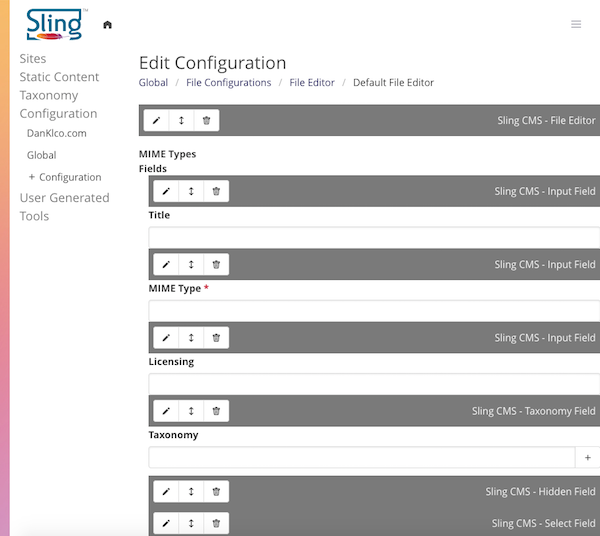 Sling TM
Sites
Static Content
Taxonomy
Configuration
DanKlco.com
Global
+ Configuration
User Generated
Tools
Edit Configuration
Global / File Configurations / File Editor / Default File Editor
Sling CMS - File Editor
MIME Types
Fields
Sling CMS - Input Field
Title
Sling CMS - Input Field
MIME Type *
Sling CMS - Input Field
Licensing
Sling CMS - Taxonomy Field
Taxonomy
+
Sling CMS - Hidden Field
Sling CMS - Select Field